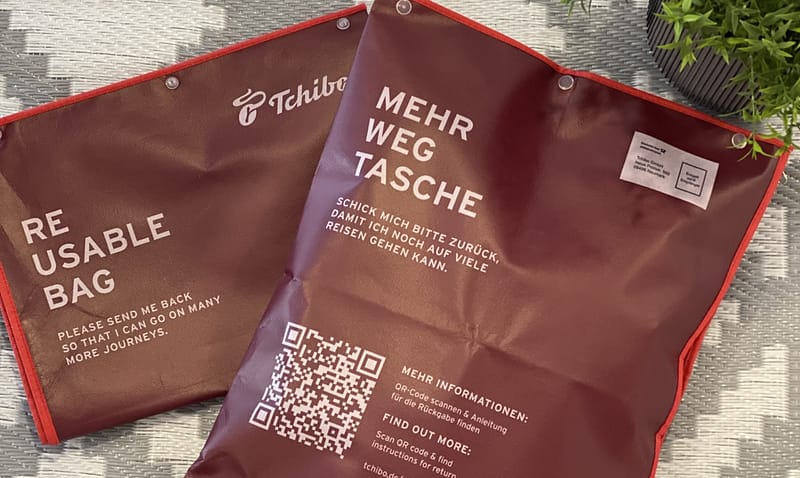 Tchibo
RE
USABLE
BAG
PLEASE SEND ME BACK
SO THAT I CAN GO ON MANY
MORE JOURNEYS.
MEHR
WEG
TASCHE
SCHICK MICH BITTE ZURÜCK,
DAMIT ICH NOCH AUF VIELE
REISEN GEHEN KANN.
Tchibo GmbH
MEHR INFORMATIONEN:
QR-Code scannen & Anleitung
für die Rückgabe finden
FIND OUT MORE:
Scan QR code & find
instructions for return
tchibo.de